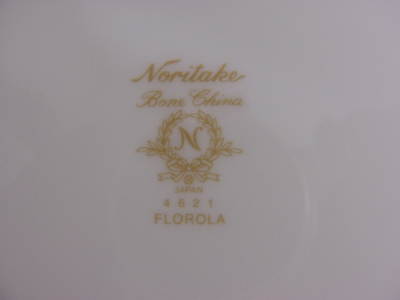 Noritake
Bone China
N
JAPAN
4621
FLOROLA